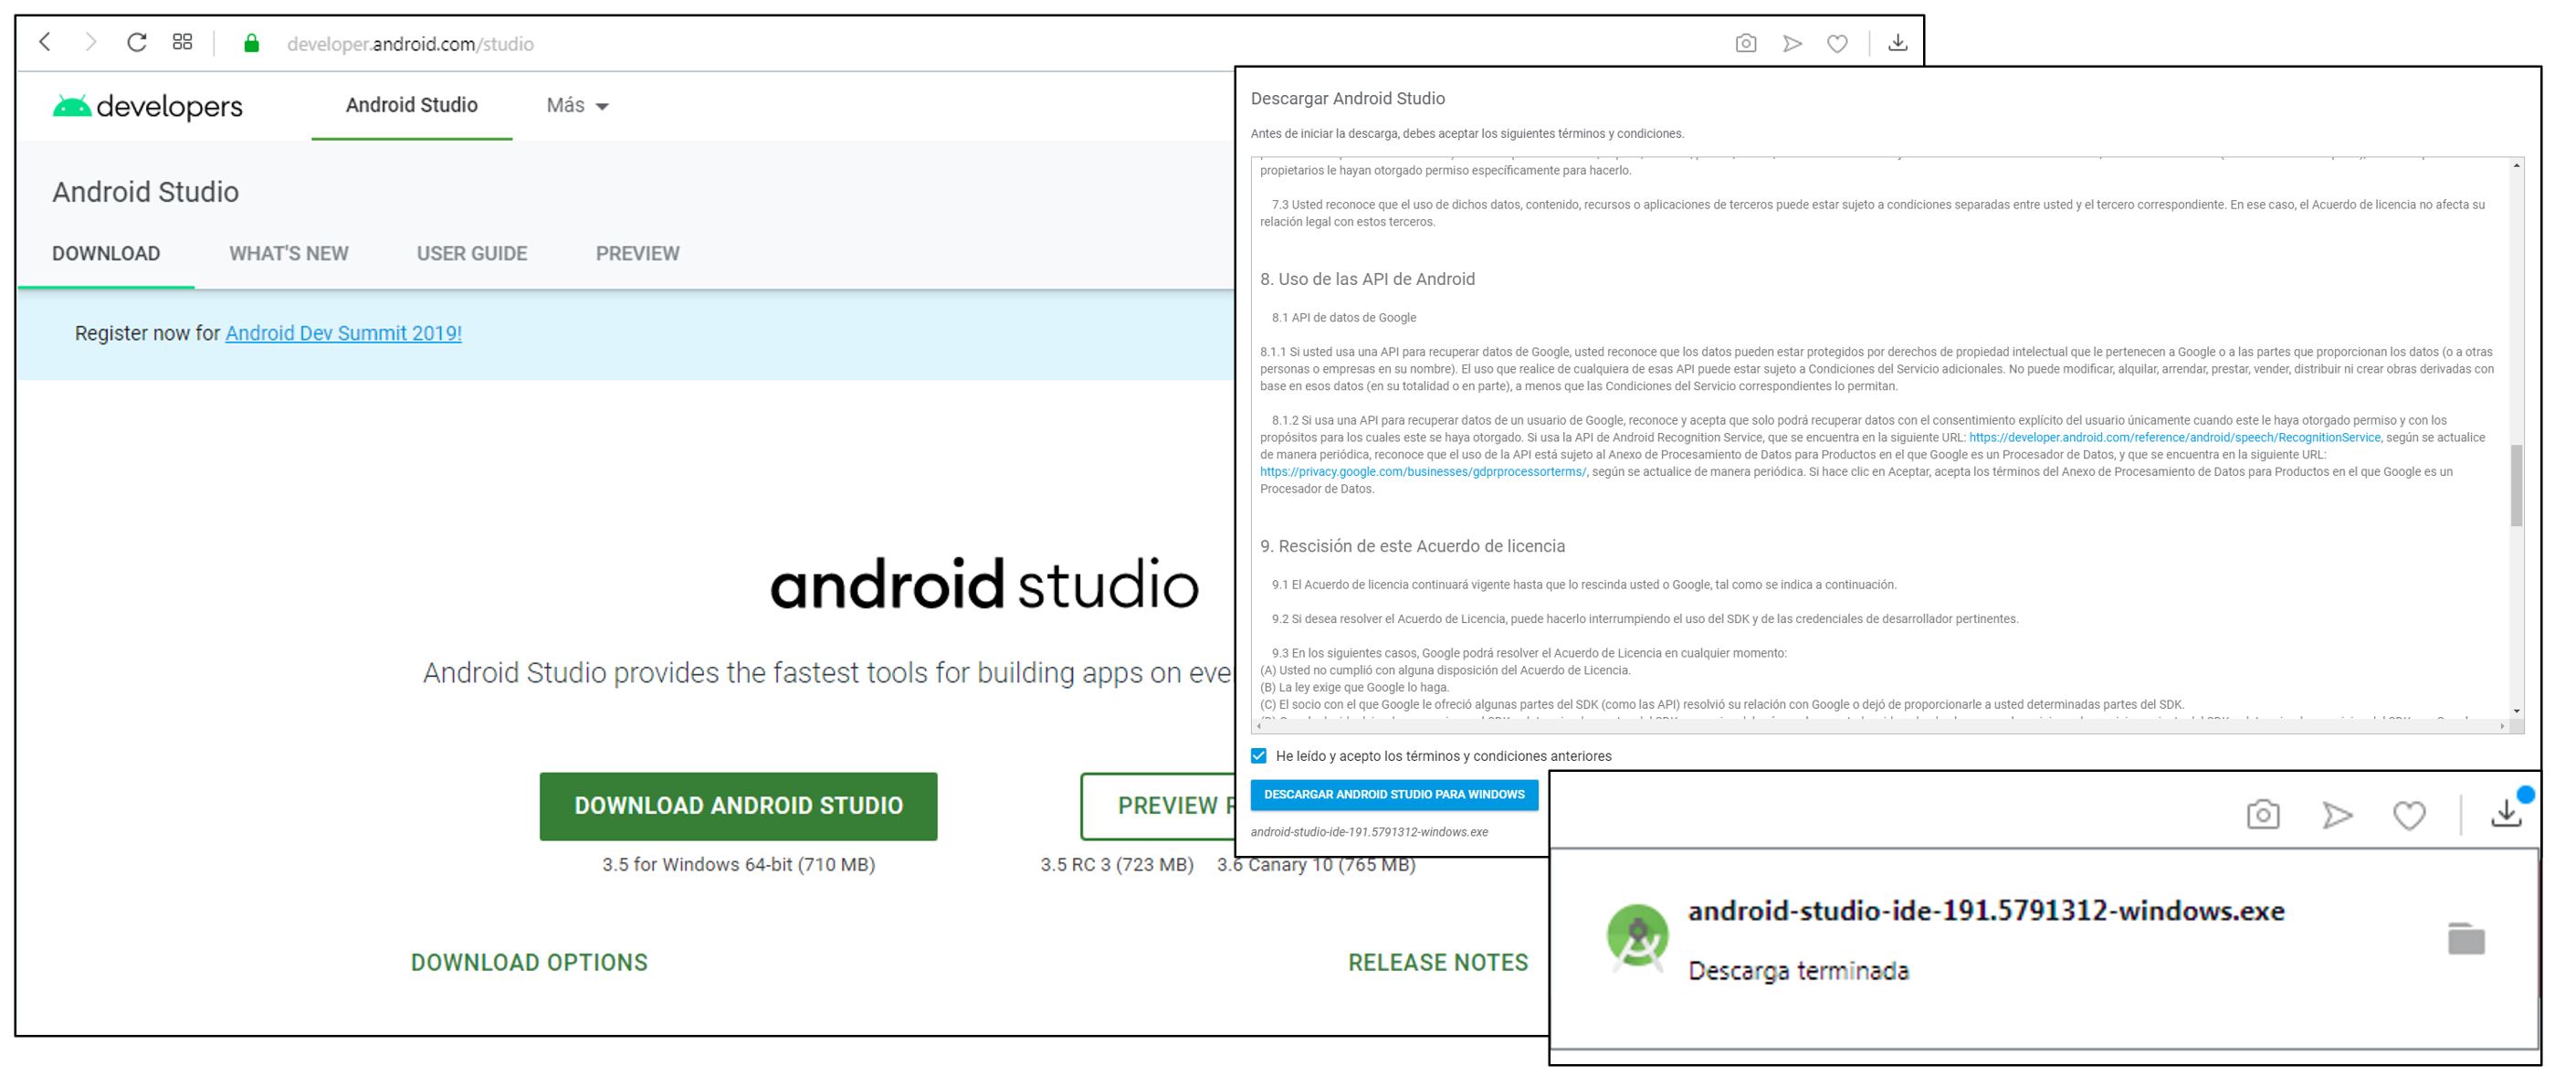 developer.android.com/studio
developers
Android Studio
Más
Android Studio
DOWNLOAD
WHAT'S NEW
USER GUIDE
PREVIEW
Register now for Android Dev Summit 2019!
android studio
Android Studio provides the fastest tools for building apps on eve
DOWNLOAD ANDROID STUDIO
PREVIEW R
3.5 for Windows 64-bit (710 MB)
3.5 RC 3 (723 MB)
3.6 Canary 10 (765 MB)
DOWNLOAD OPTIONS
RELEASE NOTES
Descargar Android Studio
Antes de iniciar la descarga, debes aceptar los siguientes términos y condiciones.
propietarios le hayan otorgado permiso específicamente para hacerlo.
7.3 Usted reconoce que el uso de dichos datos, contenido, recursos o aplicaciones de terceros puede estar sujeto a condiciones separadas entre usted y el tercero correspondiente. En ese caso, el Acuerdo de licencia no afecta su
relación legal con estos terceros.
8. Uso de las API de Android
8.1 API de datos de Google
8.1.1 Si usted usa una API para recuperar datos de Google, usted reconoce que los datos pueden estar protegidos por derechos de propiedad intelectual que le pertenecen a Google o a las partes que proporcionan los datos (o a otras
personas o empresas en su nombre). El uso que realice de cualquiera de esas API puede estar sujeto a Condiciones del Servicio adicionales. No puede modificar, alquilar, arrendar, prestar, vender, distribuir ni crear obras derivadas con
base en esos datos (en su totalidad o en parte), a menos que las Condiciones del Servicio correspondientes lo permitan.
8.1.2 Si usa una API para recuperar datos de un usuario de Google, reconoce y acepta que solo podrá recuperar datos con el consentimiento explícito del usuario únicamente cuando este le haya otorgado permiso y con los
propósitos para los cuales este se haya otorgado. Si usa la API de Android Recognition Service, que se encuentra en la siguiente URL: https://developer.android.com/reference/android/speech/RecognitionService, según se actualice
de manera periódica, reconoce que el uso de la API está sujeto al Anexo de Procesamiento de Datos para Productos en el que Google es un Procesador de Datos, y que se encuentra en la siguiente URL:
https://privacy.google.com/businesses/gdprprocessorterms/, según se actualice de manera periódica. Si hace clic en Aceptar, acepta los términos del Anexo de Procesamiento de Datos para Productos en el que Google es un
Procesador de Datos.
9. Rescisión de este Acuerdo de licencia
9.1 El Acuerdo de licencia continuará vigente hasta que lo rescinda usted o Google, tal como se indica a continuación.
9.2 Si desea resolver el Acuerdo de Licencia, puede hacerlo interrumpiendo el uso del SDK y de las credenciales de desarrollador pertinentes.
9.3 En los siguientes casos, Google podrá resolver el Acuerdo de Licencia en cualquier momento:
(A) Usted no cumplió con alguna disposición del Acuerdo de Licencia.
(B) La ley exige que Google lo haga.
(C) El socio con el que Google le ofreció algunas partes del SDK (como las API) resolvió su relación con Google o dejó de proporcionarle a usted determinadas partes del SDK.
He leído y acepto los términos y condiciones anteriores
DESCARGAR ANDROID STUDIO PARA WINDOWS
android-studio-ide-191.5791312-windows.exe
android-studio-ide-191.5791312-windows.exe
Descarga terminada